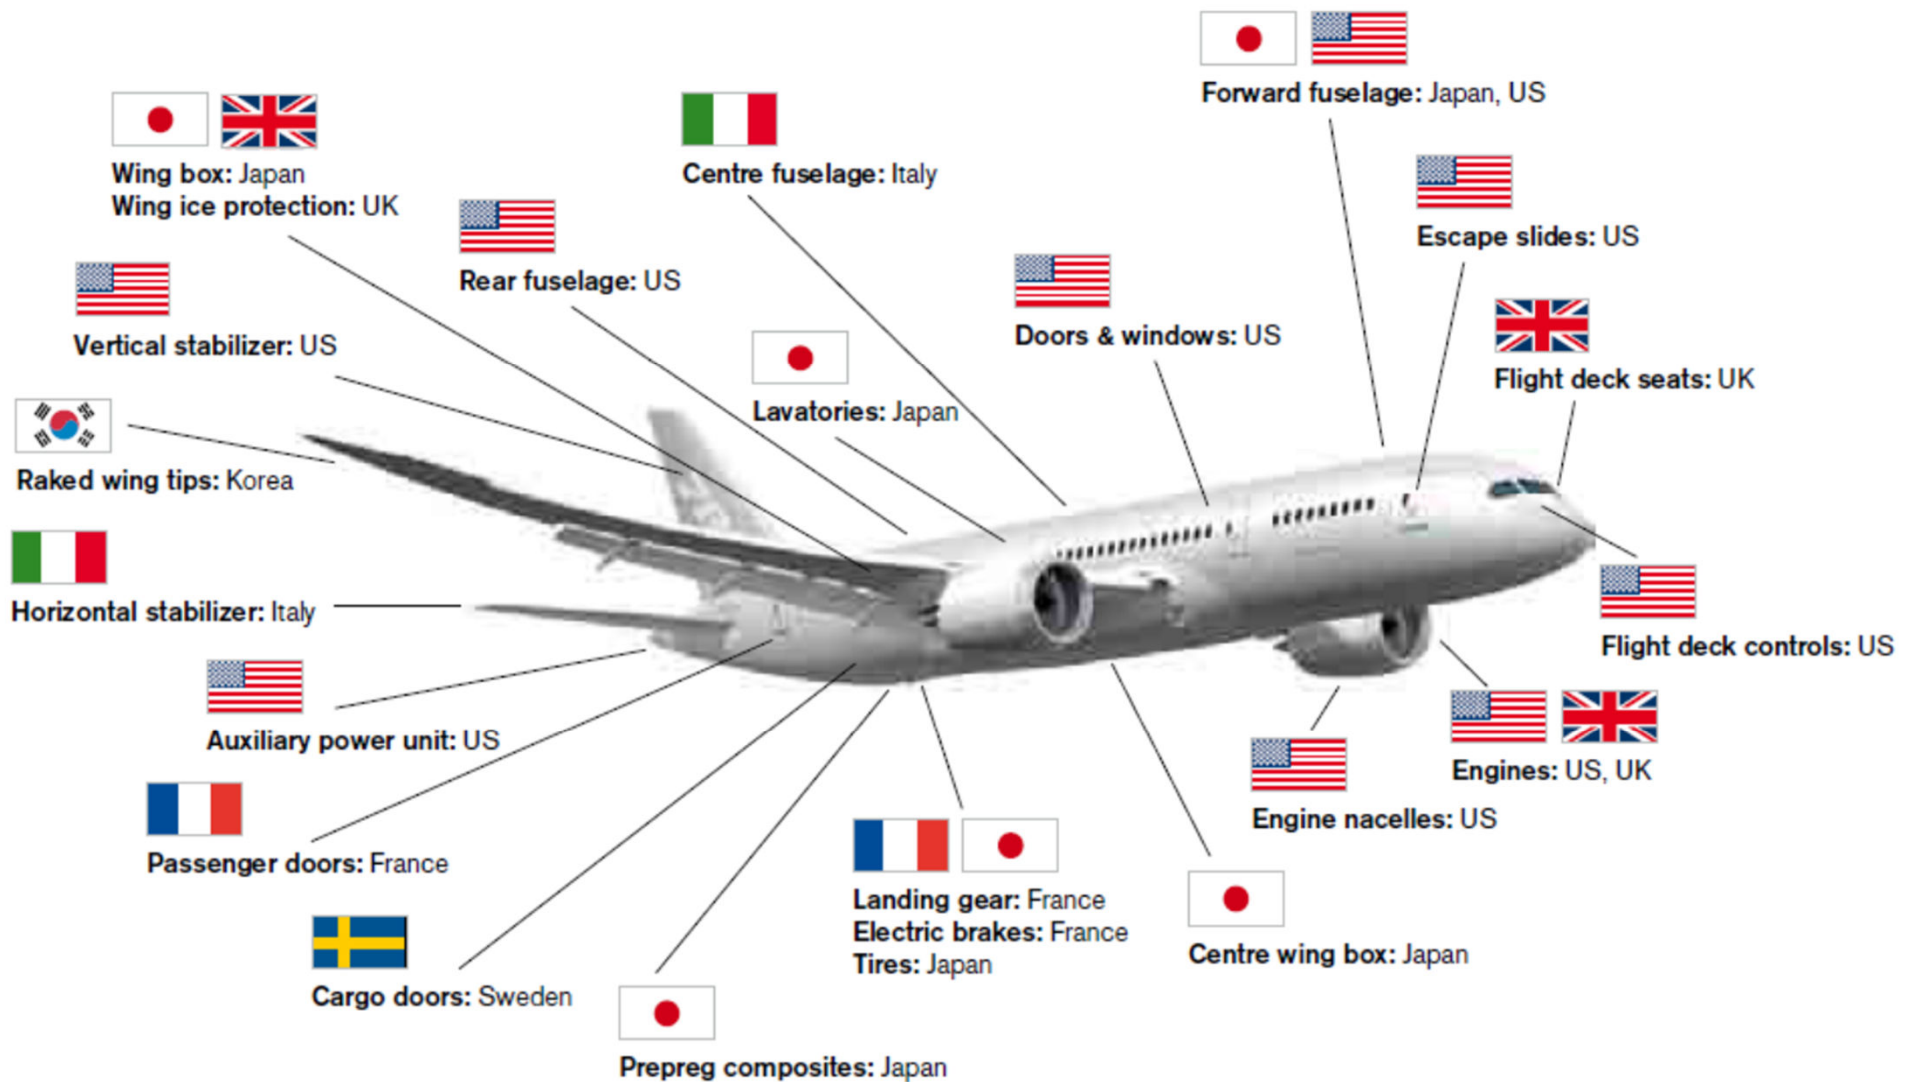 Forward fuselage: Japan, US
Wing box: Japan
Wing ice protection: UK
Centre fuselage: Italy
Escape slides: US
Rear fuselage: US
Vertical stabilizer: US
Doors & windows: US
Flight deck seats: UK
Lavatories: Japan
Raked wing tips: Korea
Horizontal stabilizer: Italy
Flight deck controls: US
Auxiliary power unit: US
Engines: US, UK
Engine nacelles: US
Passenger doors: France
Landing gear: France
Electric brakes: France
Tires: Japan
Centre wing box: Japan
Cargo doors: Sweden
Prepreg composites: Japan